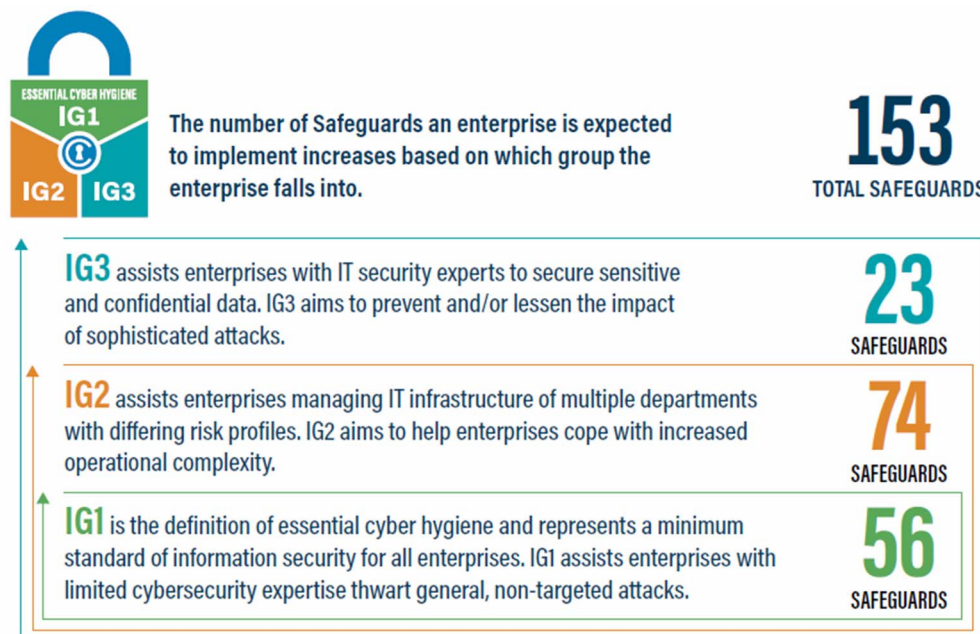 ESSENTIAL CYBER HYGIENE
IG1
IG2
IG3
The number of Safeguards an enterprise is expected
to implement increases based on which group the
enterprise falls into.
153
TOTAL SAFEGUARDS
IG3 assists enterprises with IT security experts to secure sensitive
and confidential data. IG3 aims to prevent and/or lessen the impact
of sophisticated attacks.
23
SAFEGUARDS
IG2 assists enterprises managing IT infrastructure of multiple departments
with differing risk profiles. IG2 aims to help enterprises cope with increased
operational complexity.
74
SAFEGUARDS
IG1 is the definition of essential cyber hygiene and represents a minimum
standard of information security for all enterprises. IG1 assists enterprises with
limited cybersecurity expertise thwart general, non-targeted attacks.
56
SAFEGUARDS